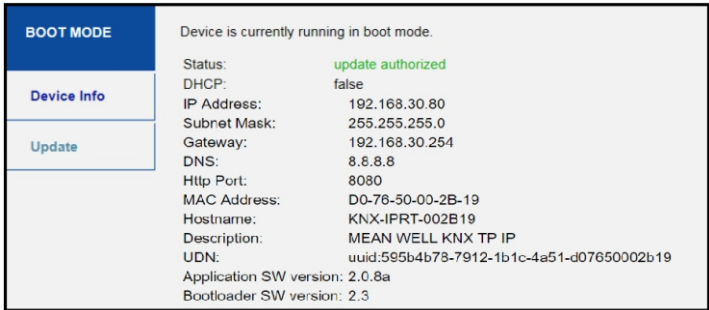 BOOT MODE
Device Info
Update
Device is currently running in boot mode.
Status: update authorized
DHCP: false
IP Address: 192.168.30.80
Subnet Mask: 255.255.255.0
Gateway: 192.168.30.254
DNS: 8.8.8.8
Http Port: 8080
MAC Address: D0-76-50-00-2B-19
Hostname: KNX-IPRT-002B19
Description: MEAN WELL KNX TP IP
UDN: uuid:595b4b78-7912-1b1c-4a51-d07650002b19
Application SW version: 2.0.8a
Bootloader SW version: 2.3